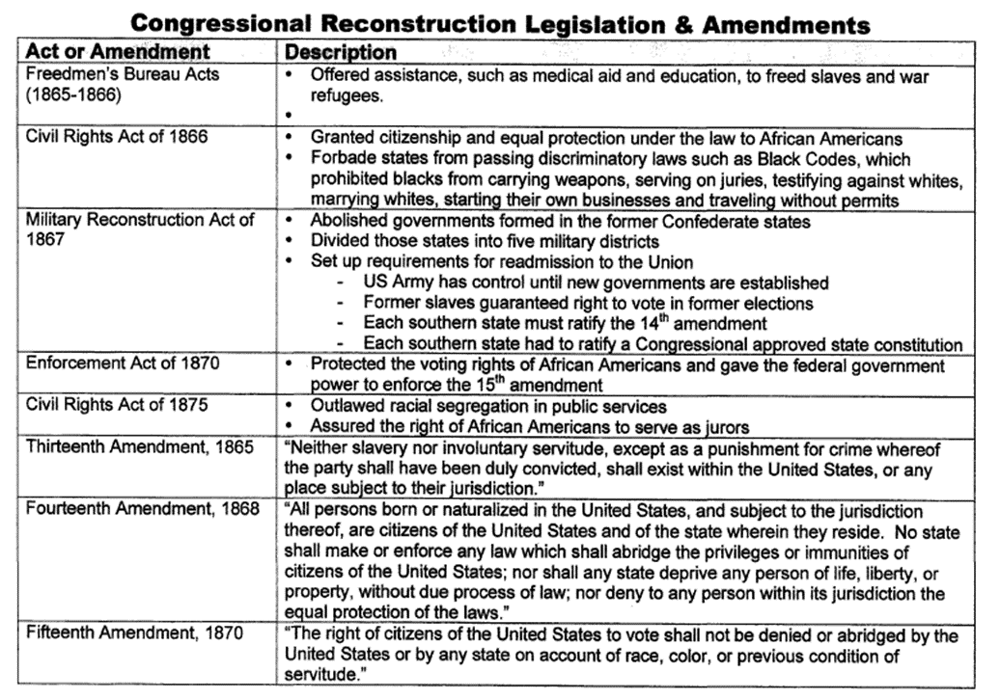 Congressional Reconstruction Legislation & Amendments
Act or Amendment
Description
Freedmen's Bureau Acts
(1865-1866)
• Offered assistance, such as medical aid and education, to freed slaves and war
refugees.
•
Civil Rights Act of 1866
• Granted citizenship and equal protection under the law to African Americans
• Forbade states from passing discriminatory laws such as Black Codes, which
prohibited blacks from carrying weapons, serving on juries, testifying against whites,
marrying whites, starting their own businesses and traveling without permits
Military Reconstruction Act of
1867
• Abolished governments formed in the former Confederate states
• Divided those states into five military districts
• Set up requirements for readmission to the Union
- US Army has control until new governments are established
- Former slaves guaranteed right to vote in former elections
- Each southern state must ratify the 14th amendment
- Each southern state had to ratify a Congressional approved state constitution
Enforcement Act of 1870
• Protected the voting rights of African Americans and gave the federal government
power to enforce the 15th amendment
Civil Rights Act of 1875
• Outlawed racial segregation in public services
• Assured the right of African Americans to serve as jurors
Thirteenth Amendment, 1865
"Neither slavery nor involuntary servitude, except as a punishment for crime whereof
the party shall have been duly convicted, shall exist within the United States, or any
place subject to their jurisdiction."
Fourteenth Amendment, 1868
"All persons born or naturalized in the United States, and subject to the jurisdiction
thereof, are citizens of the United States and of the state wherein they reside. No state
shall make or enforce any law which shall abridge the privileges or immunities of
citizens of the United States; nor shall any state deprive any person of life, liberty, or
property, without due process of law; nor deny to any person within its jurisdiction the
equal protection of the laws."
Fifteenth Amendment, 1870
"The right of citizens of the United States to vote shall not be denied or abridged by the
United States or by any state on account of race, color, or previous condition of
servitude."